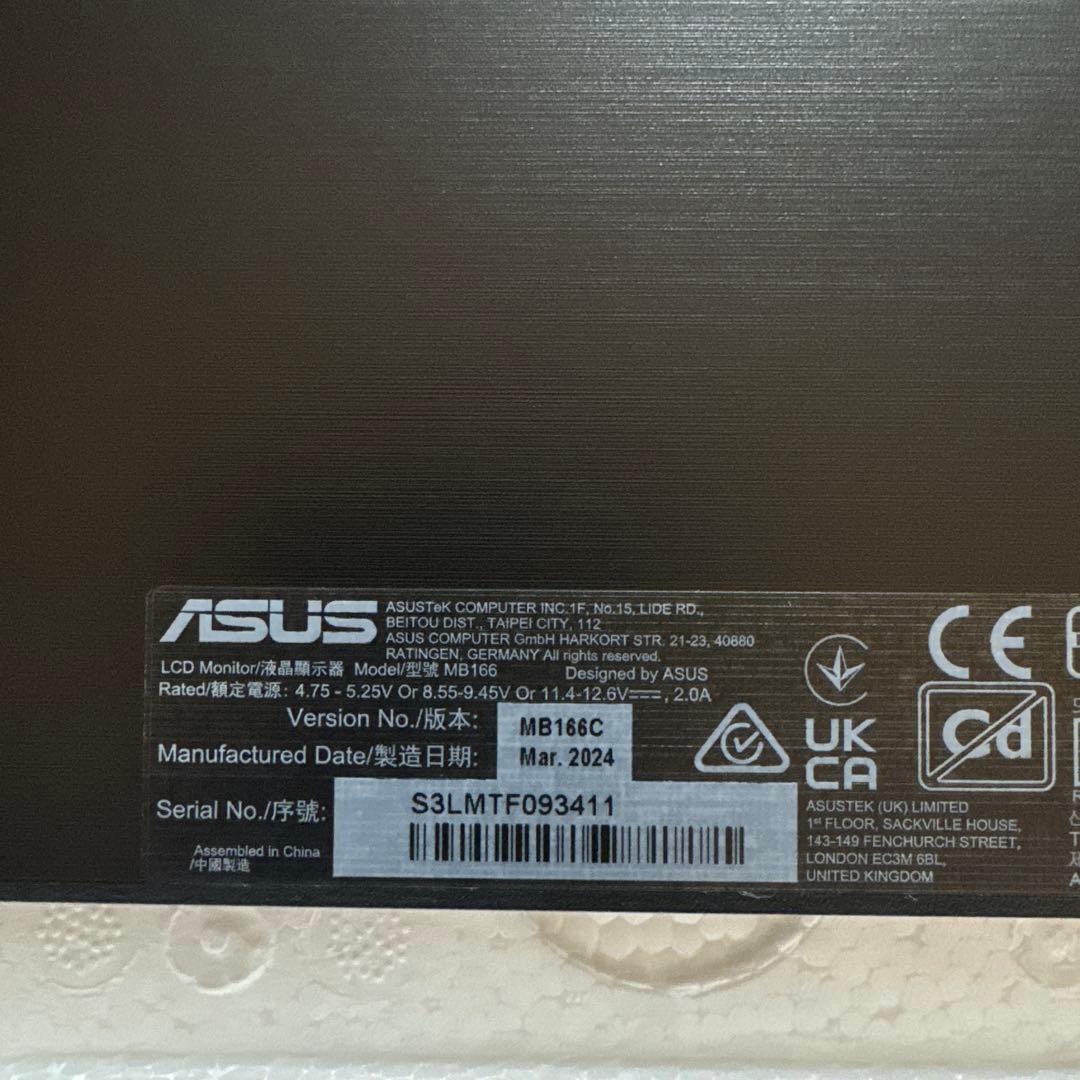 ASUS
ASUSTeK COMPUTER INC.1F, No.15, LIDE RD.,
BEITOU DIST., TAIPEI CITY, 112
ASUS COMPUTER GmbH HARKORT STR. 21-23, 40880
RATINGEN, GERMANY All rights reserved.
LCD Monitor/液晶顯示器 Model/型號 MB166 Designed by ASUS
Rated/額定電源: 4.75 - 5.25V Or 8.55-9.45V Or 11.4-12.6V⎓, 2.0A
Version No./版本: MB166C
Manufactured Date/製造日期: Mar. 2024
Serial No./序號: S3LMTF093411
Assembled in China
/中國製造
CE
UK
CA
Cd
ASUSTEK (UK) LIMITED
1st FLOOR, SACKVILLE HOUSE,
143-149 FENCHURCH STREET,
LONDON EC3M 6BL,
UNITED KINGDOM